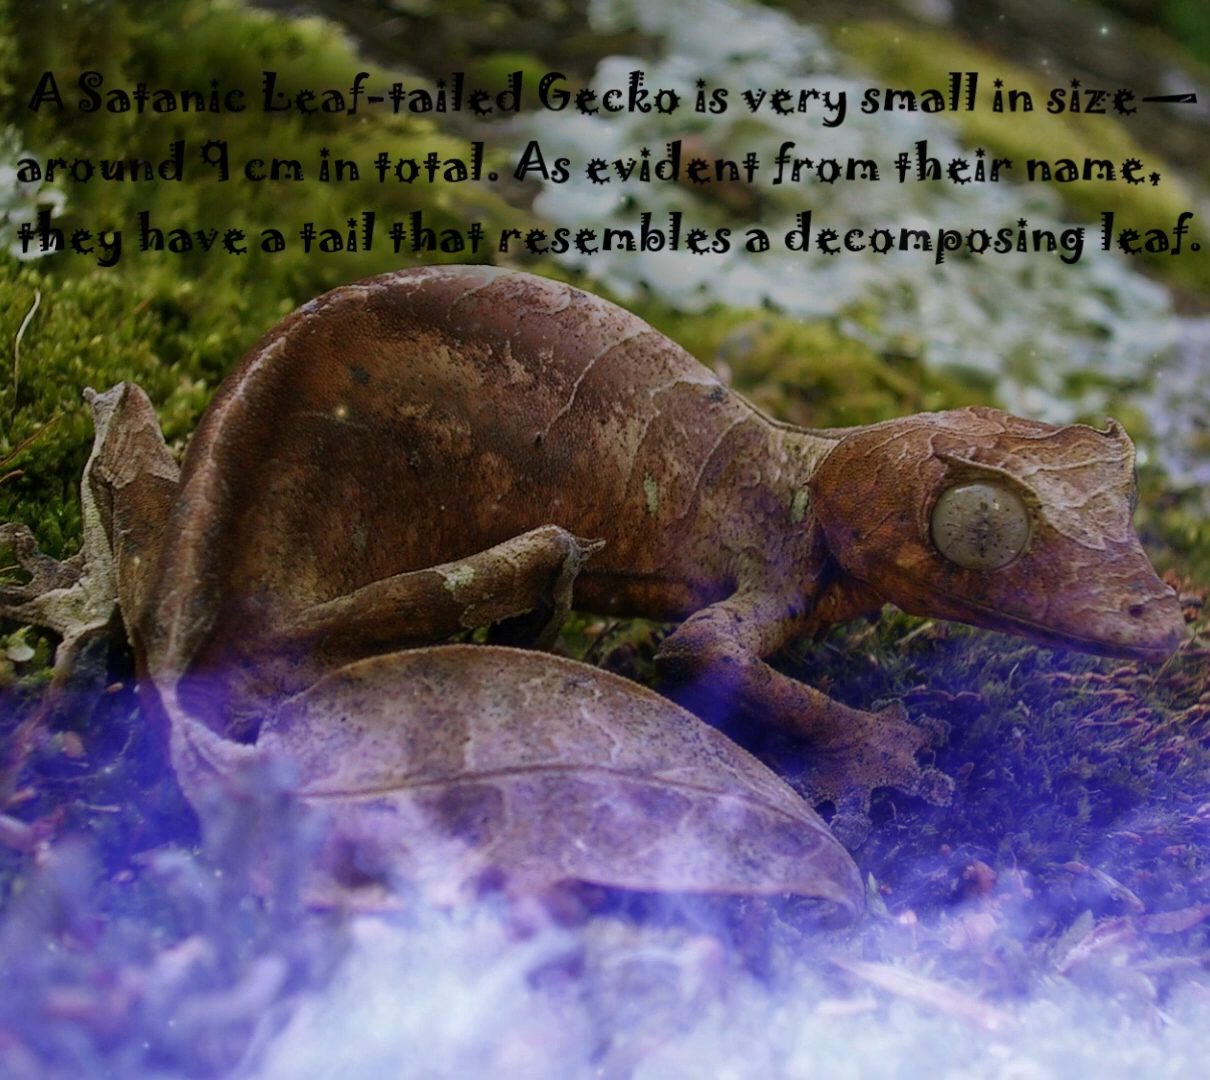 A Satanic Leaf-tailed Gecko is very small in size—
around 9 cm in total. As evident from their name,
they have a tail that resembles a decomposing leaf.